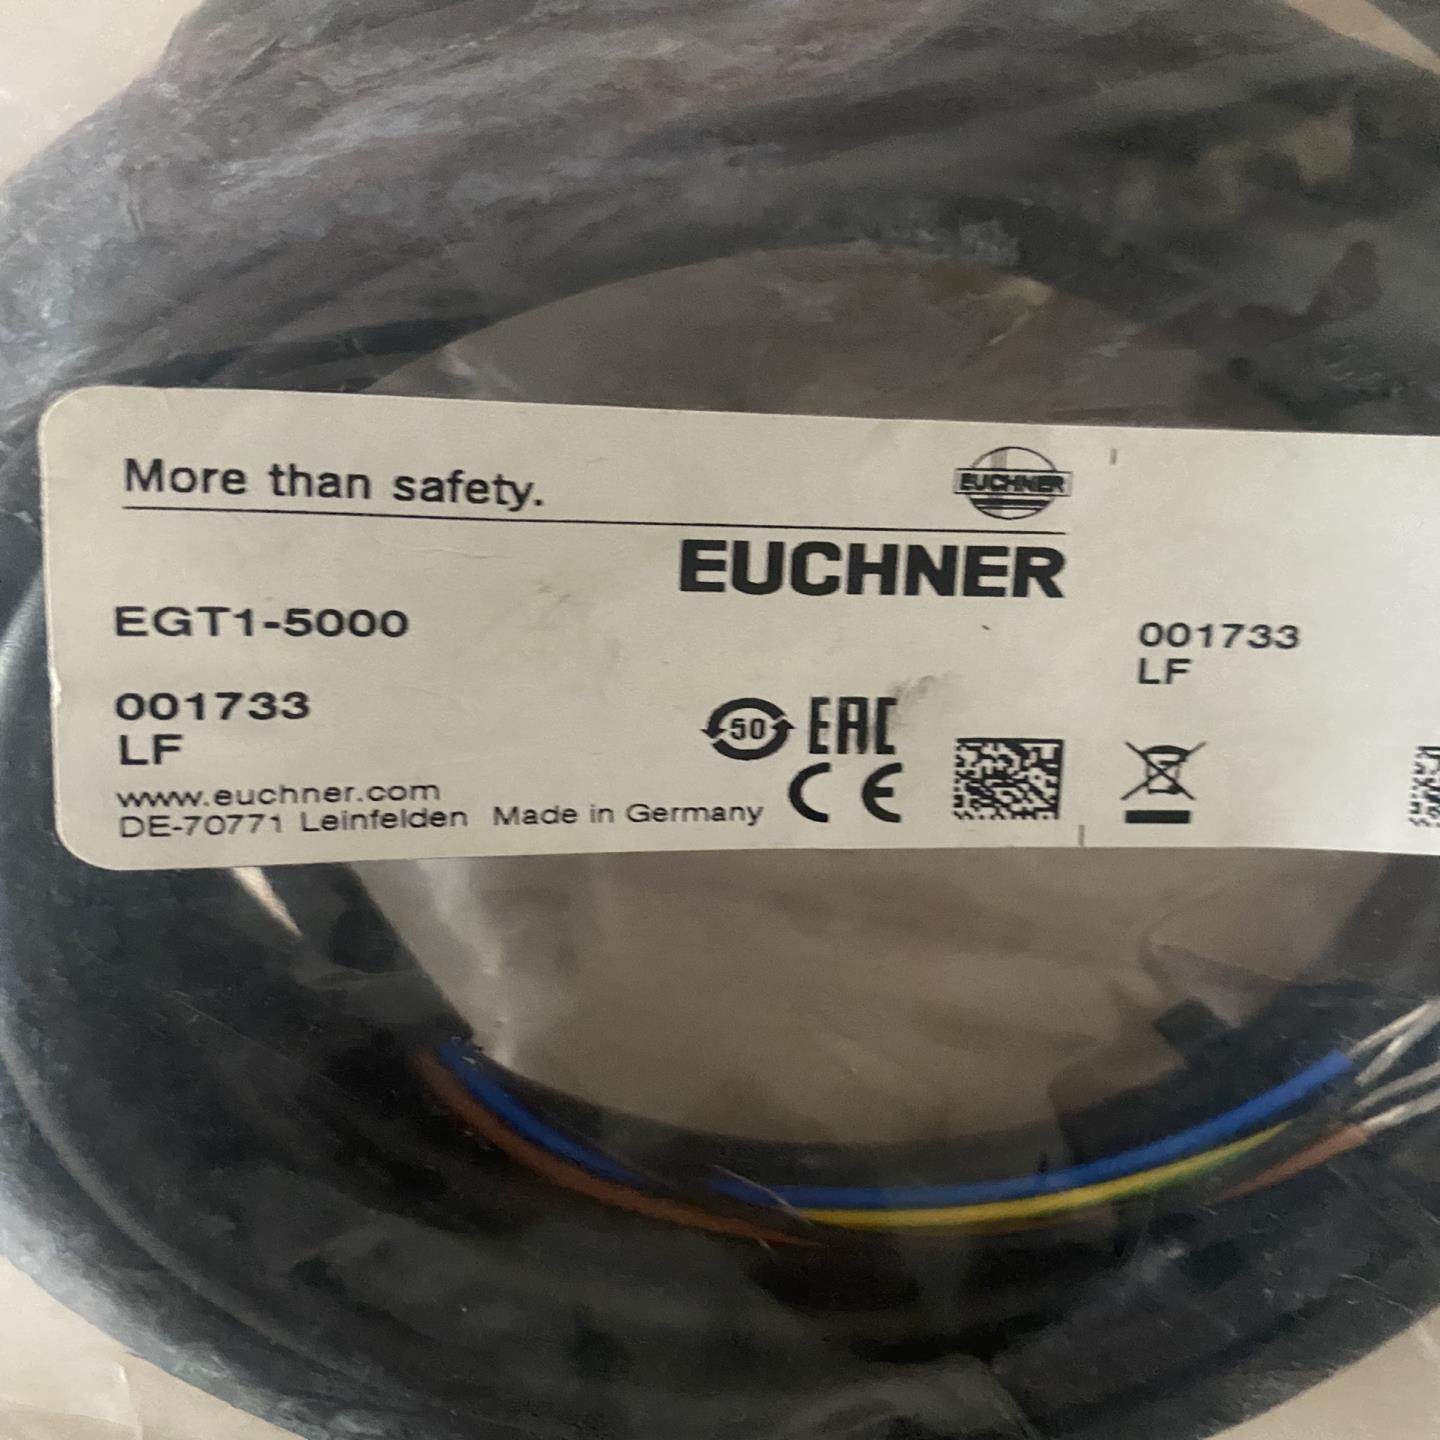 More than safety.
EUCHNER
EUCHNER
EGT1-5000
001733
LF
50 EAC
CE
www.euchner.com
DE-70771 Leinfelden Made in Germany
001733
LF